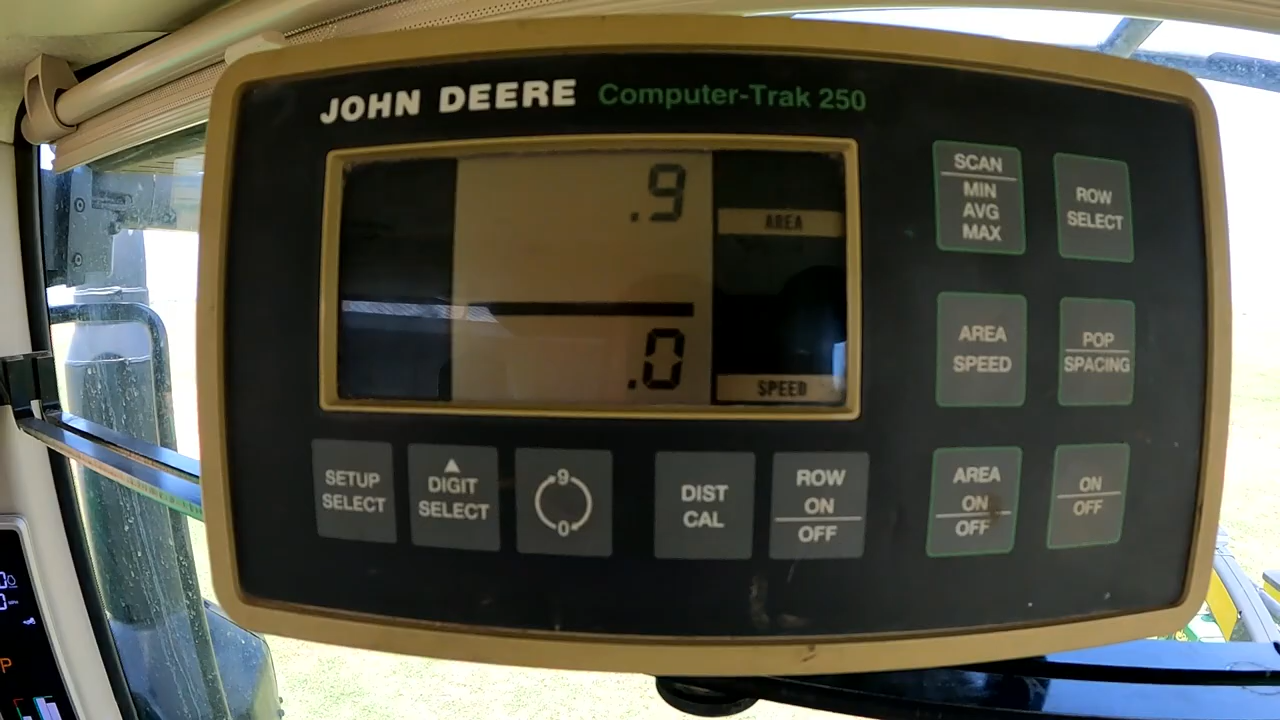 JOHN DEERE Computer-Trak 250
.9
AREA
.0
SPEED
SCAN
MIN
AVG
MAX
ROW
SELECT
AREA
SPEED
POP
SPACING
SETUP
SELECT
DIGIT
SELECT
9
0
DIST
CAL
ROW
ON
OFF
AREA
ON
OFF
ON
OFF
P